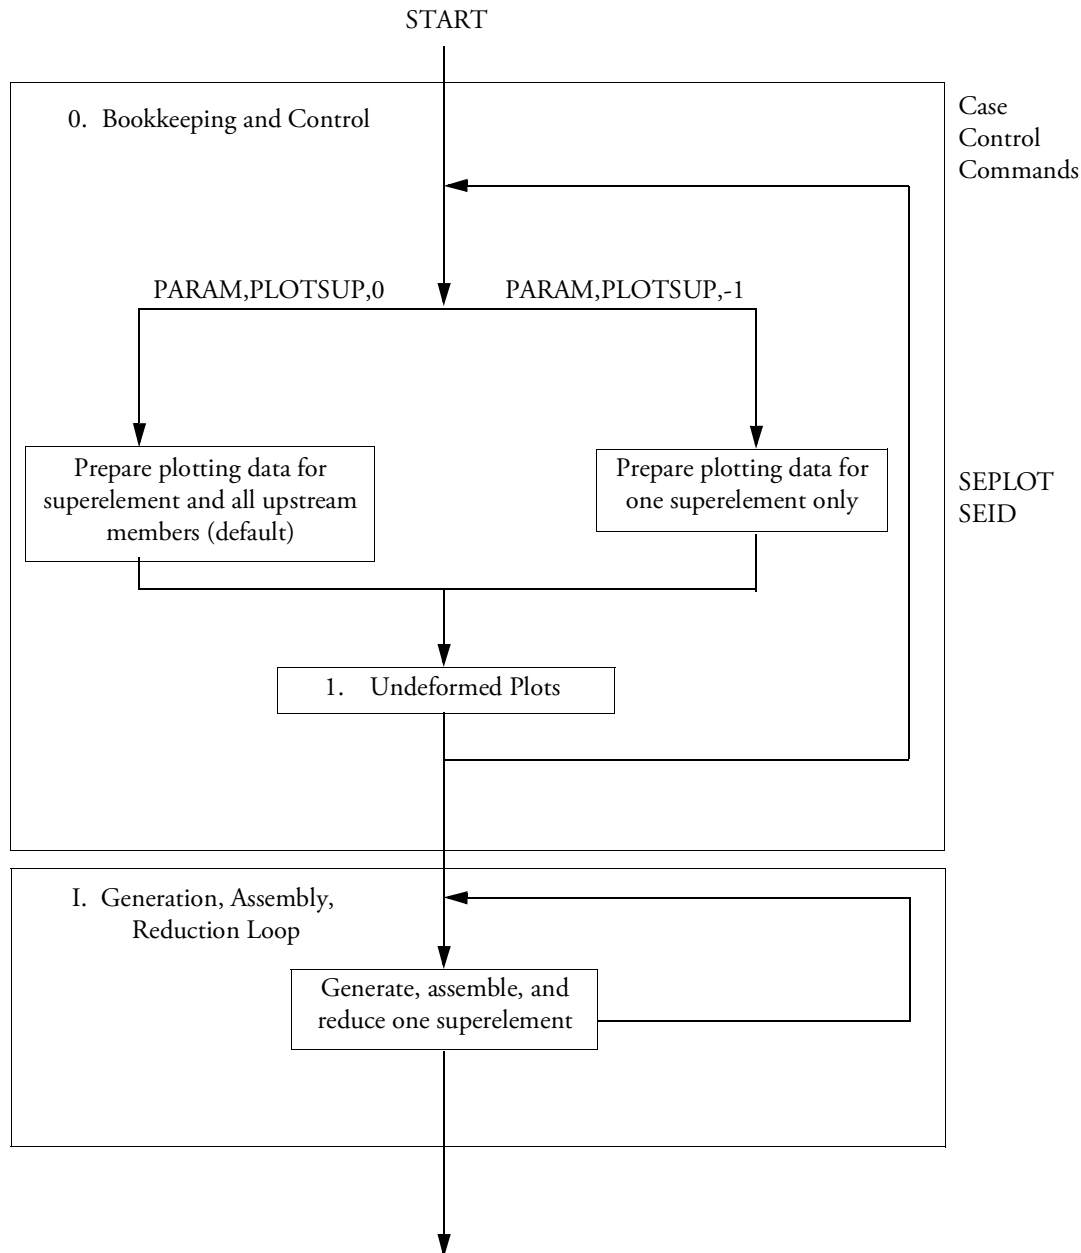 START
0. Bookkeeping and Control
Case
Control
Commands
PARAM,PLOTSUP,0
PARAM,PLOTSUP,-1
Prepare plotting data for
superelement and all upstream
members (default)
Prepare plotting data for
one superelement only
SEPLOT
SEID
1. Undeformed Plots
I. Generation, Assembly,
Reduction Loop
Generate, assemble, and
reduce one superelement